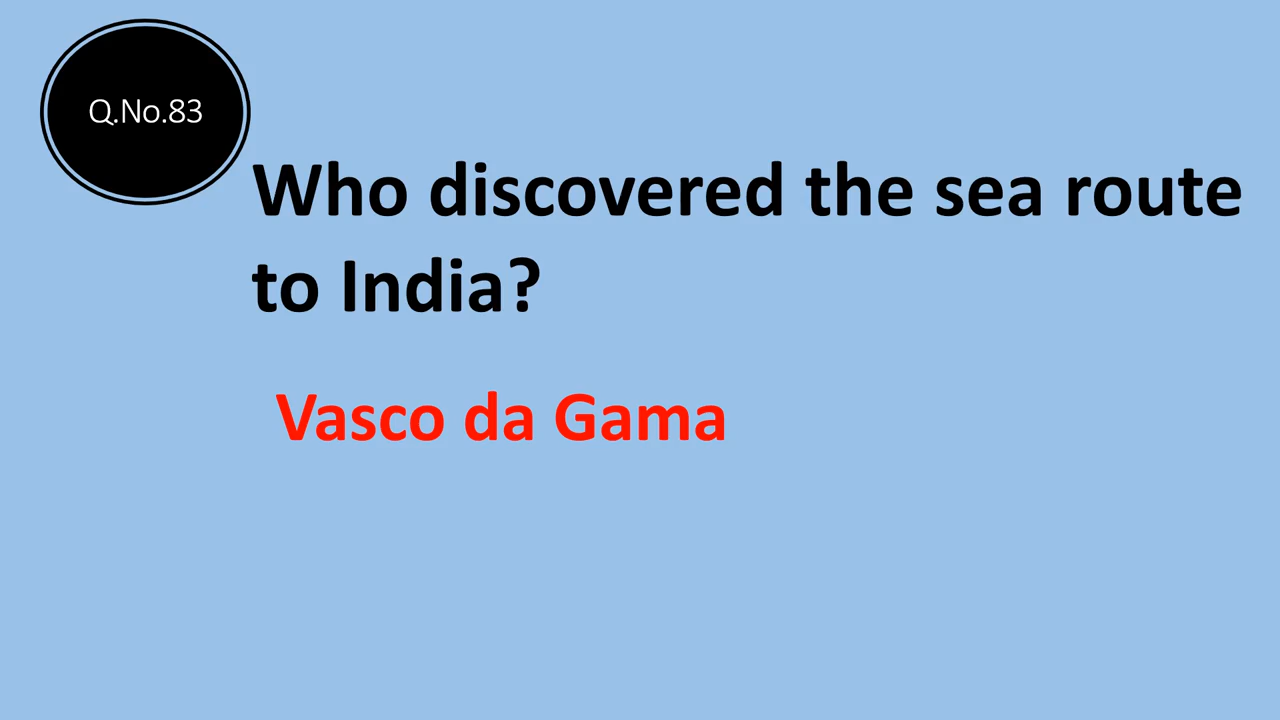 Q.No.83
Who discovered the sea route
to India?
Vasco da Gama